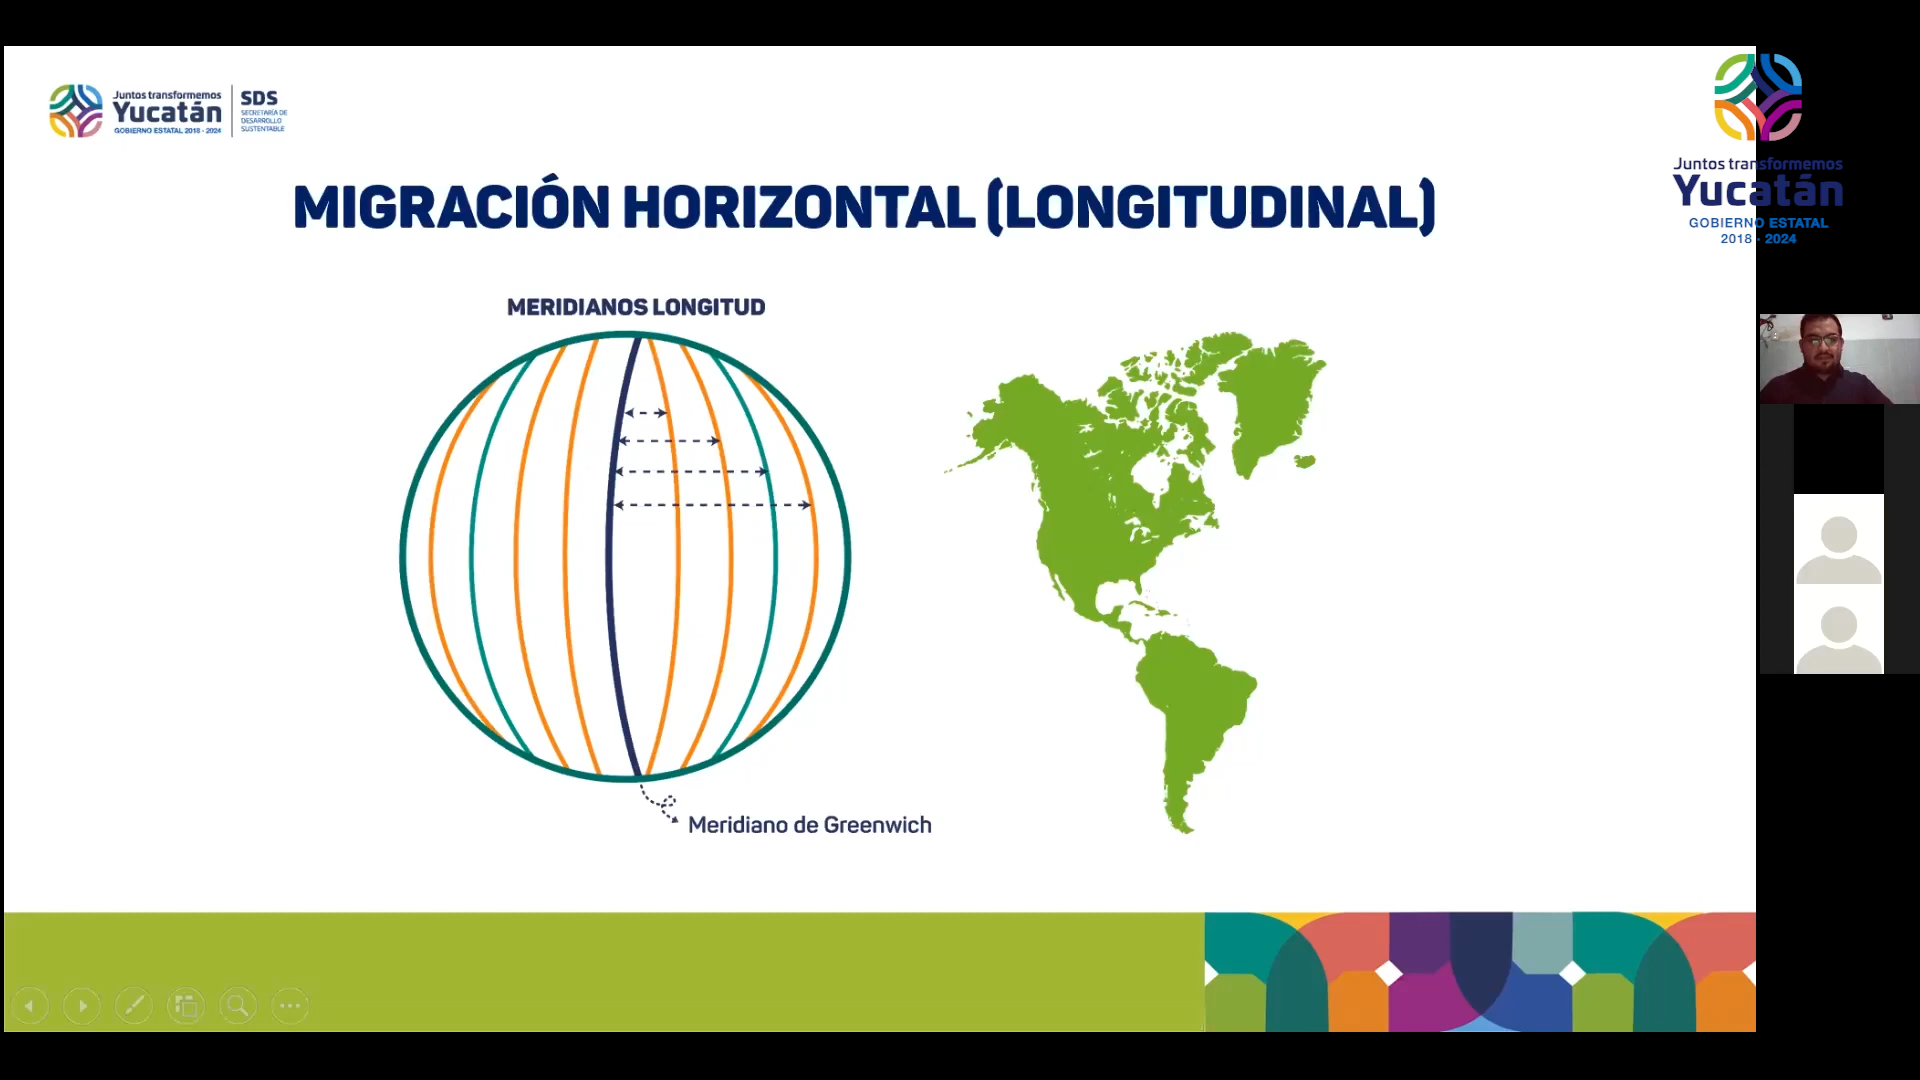 Juntos transformemos
Yucatán
GOBIERNO ESTATAL 2018 - 2024
SDS
SECRETARÍA DE
DESARROLLO
SUSTENTABLE
Juntos transformemos
Yucatán
GOBIERNO ESTATAL
2018 - 2024
MIGRACIÓN HORIZONTAL (LONGITUDINAL)
MERIDIANOS LONGITUD
Meridiano de Greenwich